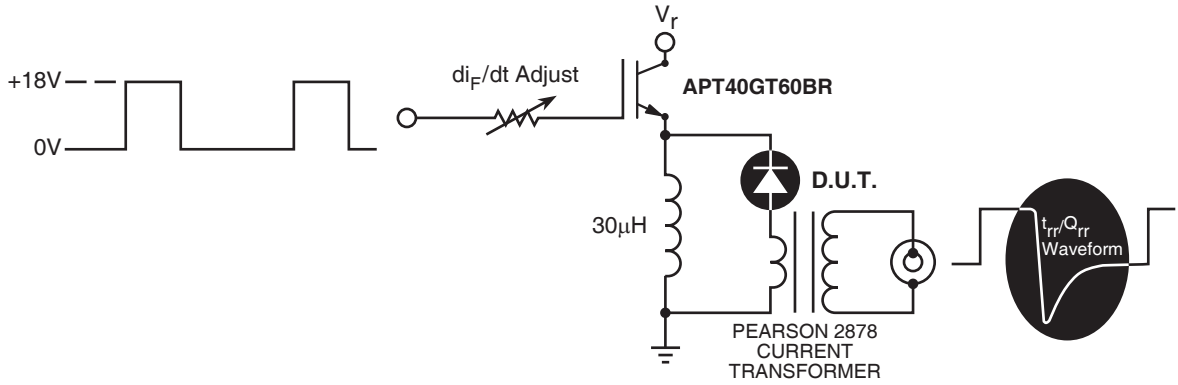 V_r
+18V
di_F/dt Adjust
APT40GT60BR
0V
D.U.T.
30μH
t_rr/Q_rr
Waveform
PEARSON 2878
CURRENT
TRANSFORMER